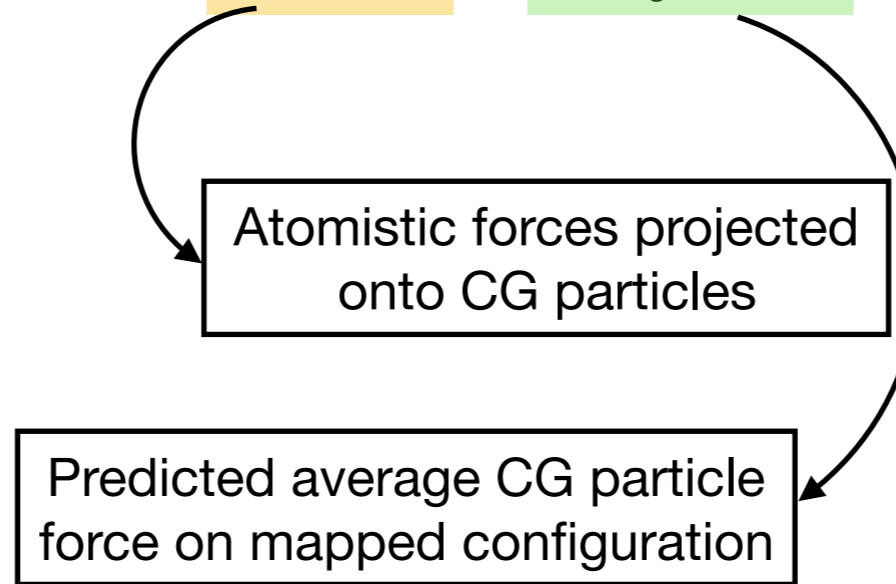 Atomistic forces projected
onto CG particles
Predicted average CG particle
force on mapped configuration